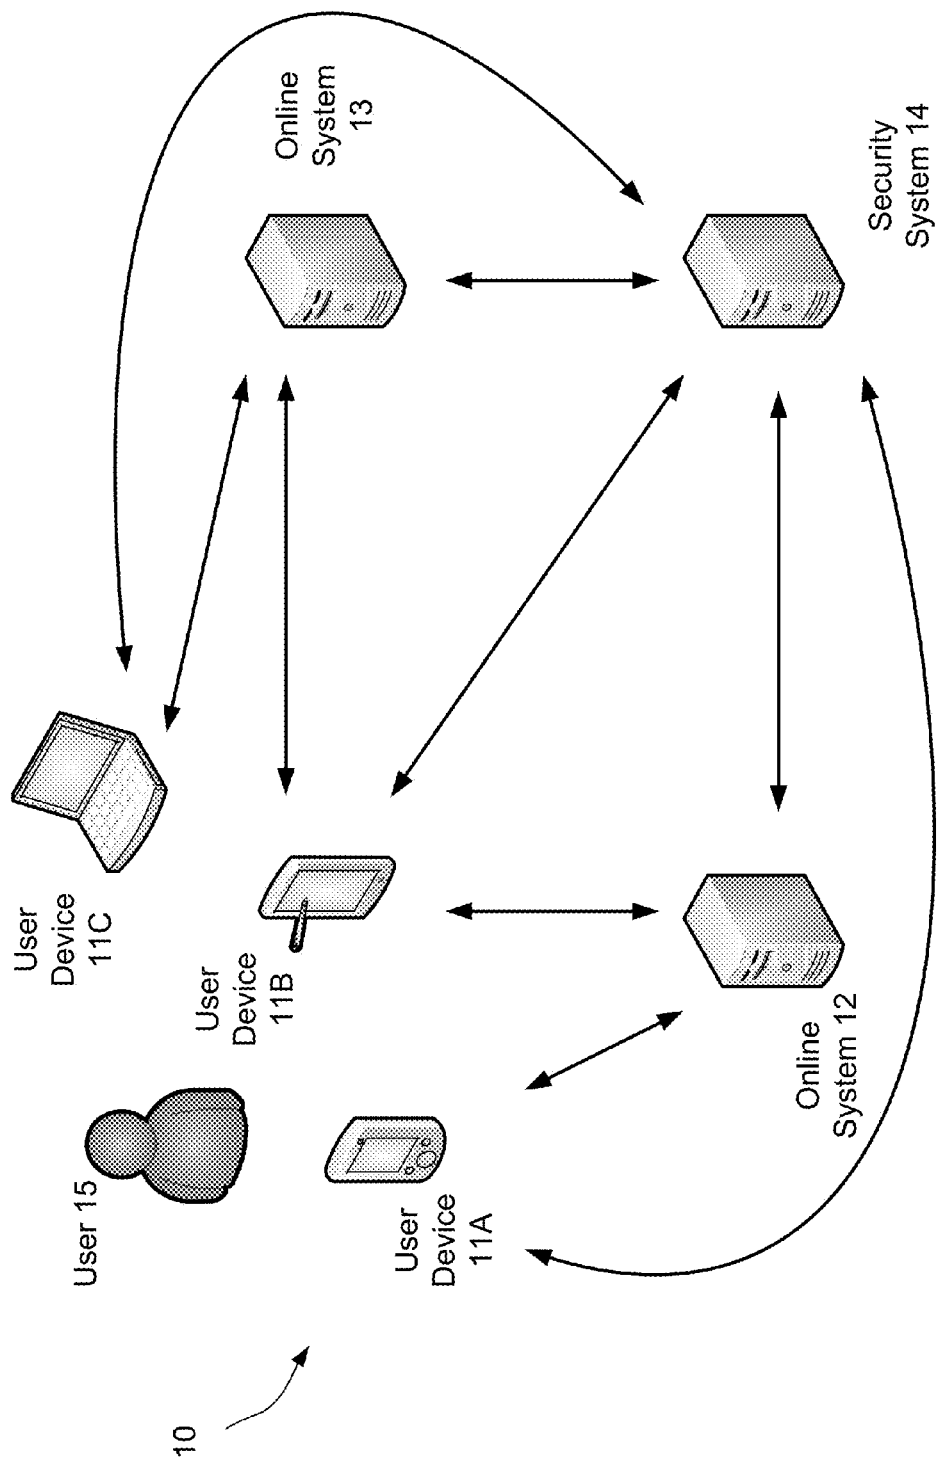 10
User 15
User
Device
11A
User
Device
11B
User
Device
11C
Online
System 12
Online
System
13
Security
System 14